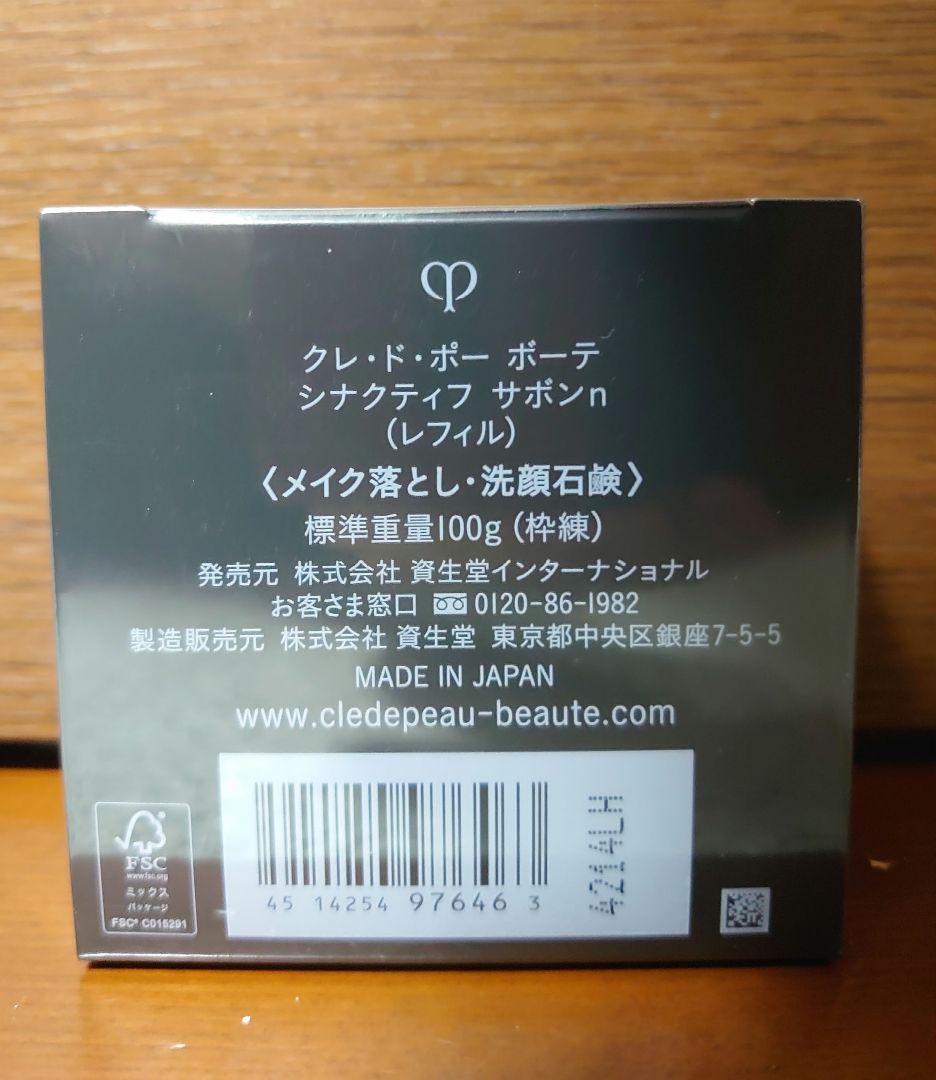 クレ・ド・ポー ボーテ
シナクティフ サボンn
(レフィル)
〈メイク落とし・洗顔石鹸〉
標準重量100g (枠練)
発売元 株式会社 資生堂インターナショナル
お客さま窓口 0120-86-1982
製造販売元 株式会社 資生堂 東京都中央区銀座7-5-5
MADE IN JAPAN
www.cledepeau-beaute.com
FSC
www.fsc.org
ミックス
パッケージ
FSC® C015291
45 14254 97646 3
4214LH